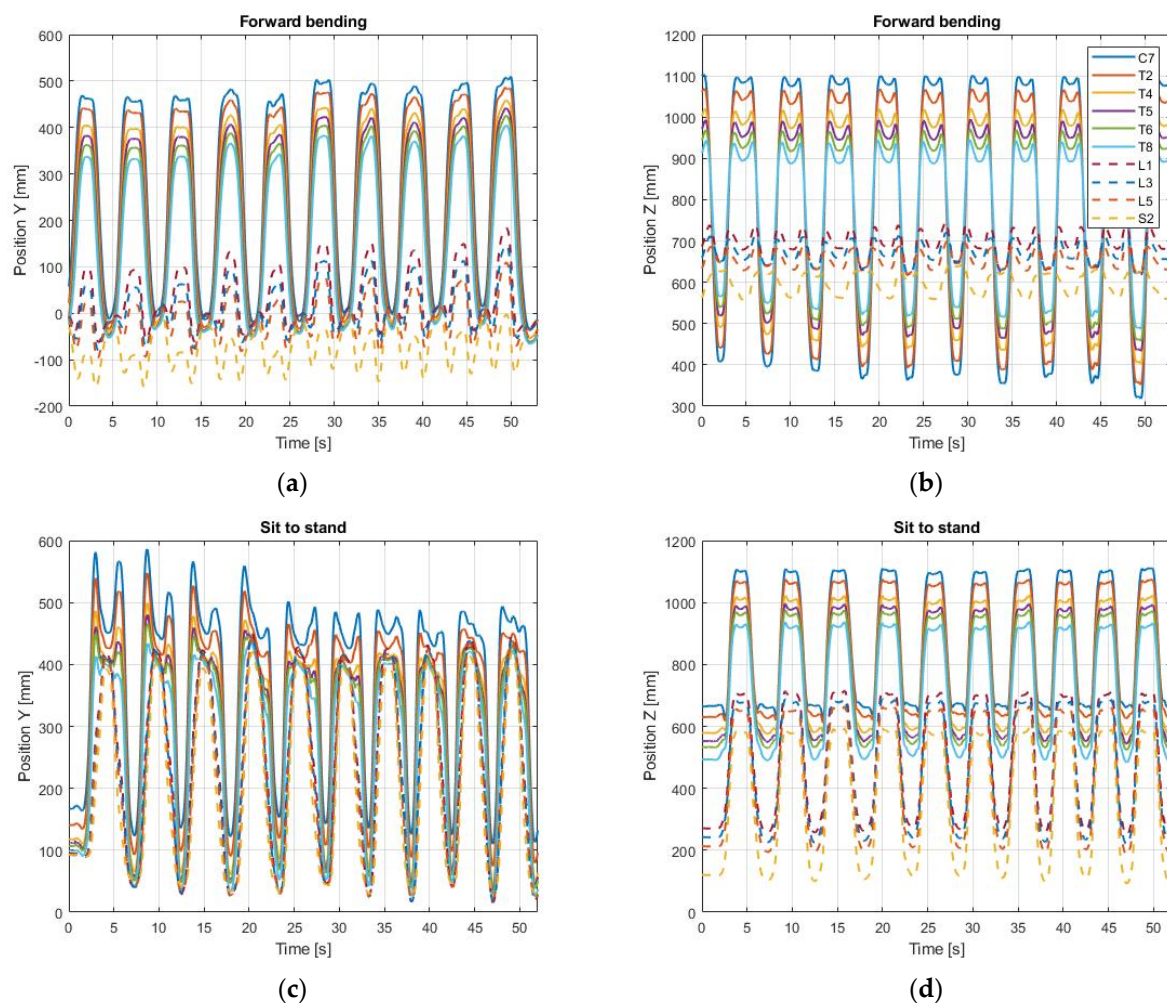 Forward bending
Forward bending
600
500
400
300
200
100
0
-100
-200
Position Y [mm]
0 5 10 15 20 25 30 35 40 45 50
Time [s]
(a)
1200
1100
1000
900
800
700
600
500
400
300
Position Z [mm]
C7
T2
T4
T5
T6
T8
L1
L3
L5
S2
0 5 10 15 20 25 30 35 40 45 50
Time [s]
(b)
Sit to stand
Sit to stand
600
500
400
300
200
100
0
Position Y [mm]
0 5 10 15 20 25 30 35 40 45 50
Time [s]
(c)
1200
1000
800
600
400
200
0
Position Z [mm]
0 5 10 15 20 25 30 35 40 45 50
Time [s]
(d)